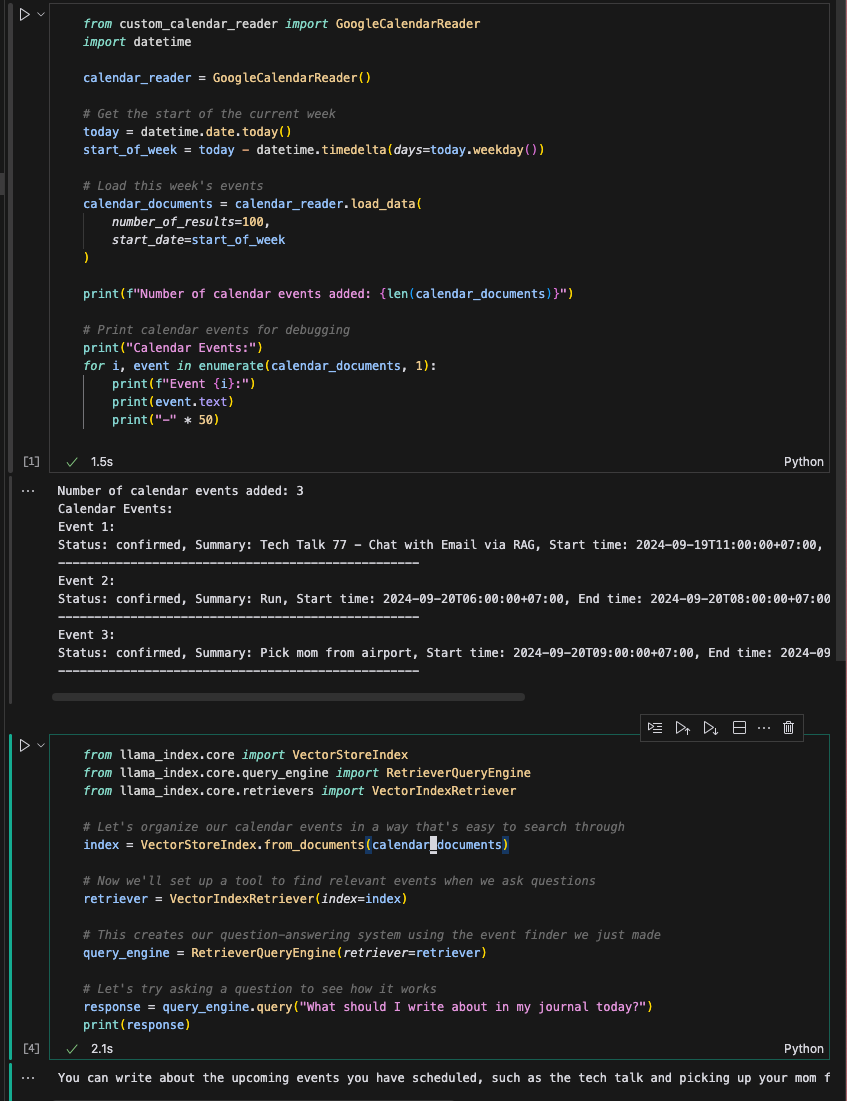 from custom_calendar_reader import GoogleCalendarReader
import datetime
calendar_reader = GoogleCalendarReader()
# Get the start of the current week
today = datetime.date.today()
start_of_week = today - datetime.timedelta(days=today.weekday())
# Load this week's events
calendar_documents = calendar_reader.load_data(
    number_of_results=100,
    start_date=start_of_week
)
print(f"Number of calendar events added: {len(calendar_documents)}")
# Print calendar events for debugging
print("Calendar Events:")
for i, event in enumerate(calendar_documents, 1):
    print(f"Event {i}:")
    print(event.text)
    print("-" * 50)
[1] 1.5s Python
Number of calendar events added: 3
Calendar Events:
Event 1:
Status: confirmed, Summary: Tech Talk 77 - Chat with Email via RAG, Start time: 2024-09-19T11:00:00+07:00,
--------------------------------------------------
Event 2:
Status: confirmed, Summary: Run, Start time: 2024-09-20T06:00:00+07:00, End time: 2024-09-20T08:00:00+07:00
--------------------------------------------------
Event 3:
Status: confirmed, Summary: Pick mom from airport, Start time: 2024-09-20T09:00:00+07:00, End time: 2024-09
--------------------------------------------------
from llama_index.core import VectorStoreIndex
from llama_index.core.query_engine import RetrieverQueryEngine
from llama_index.core.retrievers import VectorIndexRetriever
# Let's organize our calendar events in a way that's easy to search through
index = VectorStoreIndex.from_documents(calendar_documents)
# Now we'll set up a tool to find relevant events when we ask questions
retriever = VectorIndexRetriever(index=index)
# This creates our question-answering system using the event finder we just made
query_engine = RetrieverQueryEngine(retriever=retriever)
# Let's try asking a question to see how it works
response = query_engine.query("What should I write about in my journal today?")
print(response)
[4] 2.1s Python
You can write about the upcoming events you have scheduled, such as the tech talk and picking up your mom f